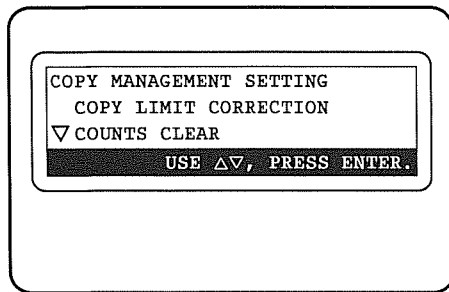 COPY MANAGEMENT SETTING
COPY LIMIT CORRECTION
▽ COUNTS CLEAR
USE △▽, PRESS ENTER.